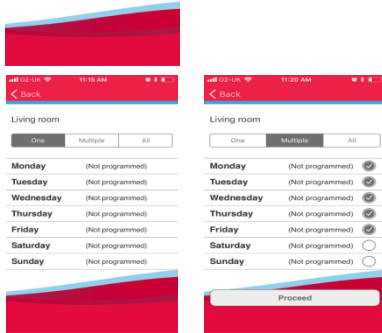 O2-UK 11:15 AM
Back
Living room
One Multiple All
Monday (Not programmed)
Tuesday (Not programmed)
Wednesday (Not programmed)
Thursday (Not programmed)
Friday (Not programmed)
Saturday (Not programmed)
Sunday (Not programmed)
O2-UK 11:20 AM
Back
Living room
One Multiple All
Monday (Not programmed)
Tuesday (Not programmed)
Wednesday (Not programmed)
Thursday (Not programmed)
Friday (Not programmed)
Saturday (Not programmed)
Sunday (Not programmed)
Proceed